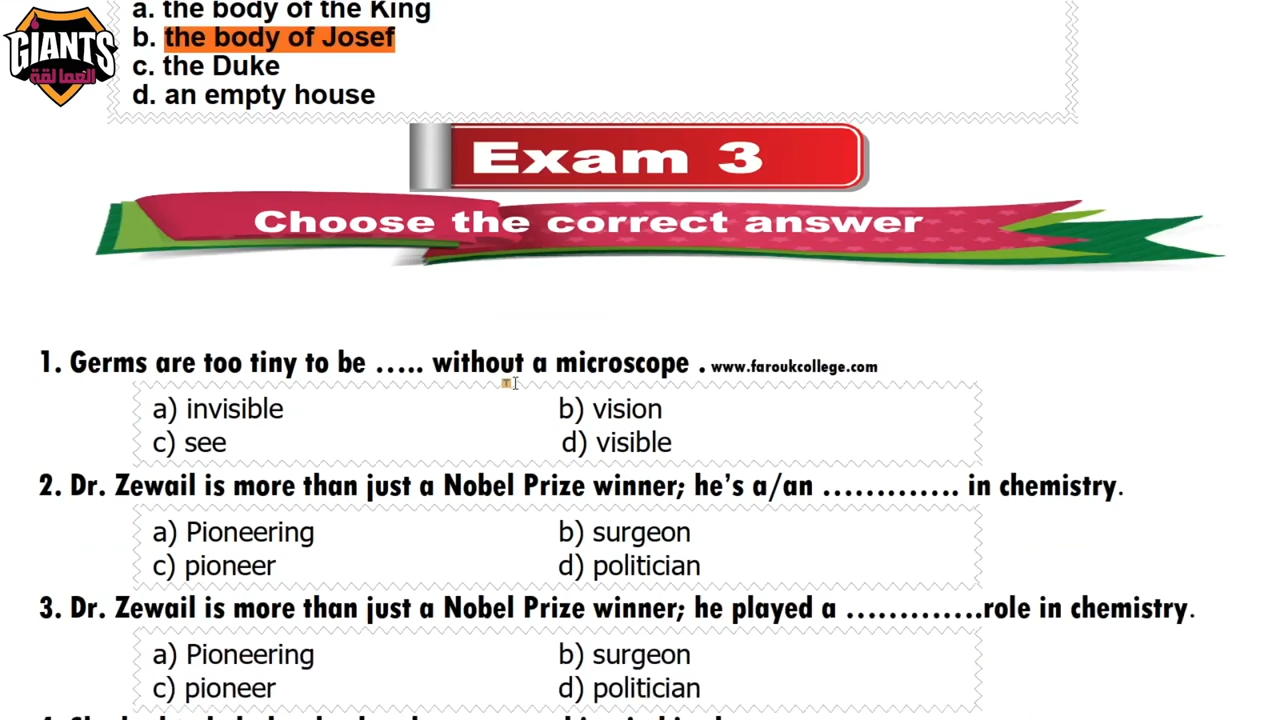 GIANTS
العمالقة
a. the body of the King
b. the body of Josef
c. the Duke
d. an empty house
Exam 3
Choose the correct answer
1. Germs are too tiny to be ….. without a microscope . www.faroukcollege.com
a) invisible b) vision
c) see d) visible
2. Dr. Zewail is more than just a Nobel Prize winner; he’s a/an …………. in chemistry.
a) Pioneering b) surgeon
c) pioneer d) politician
3. Dr. Zewail is more than just a Nobel Prize winner; he played a ………….role in chemistry.
a) Pioneering b) surgeon
c) pioneer d) politician